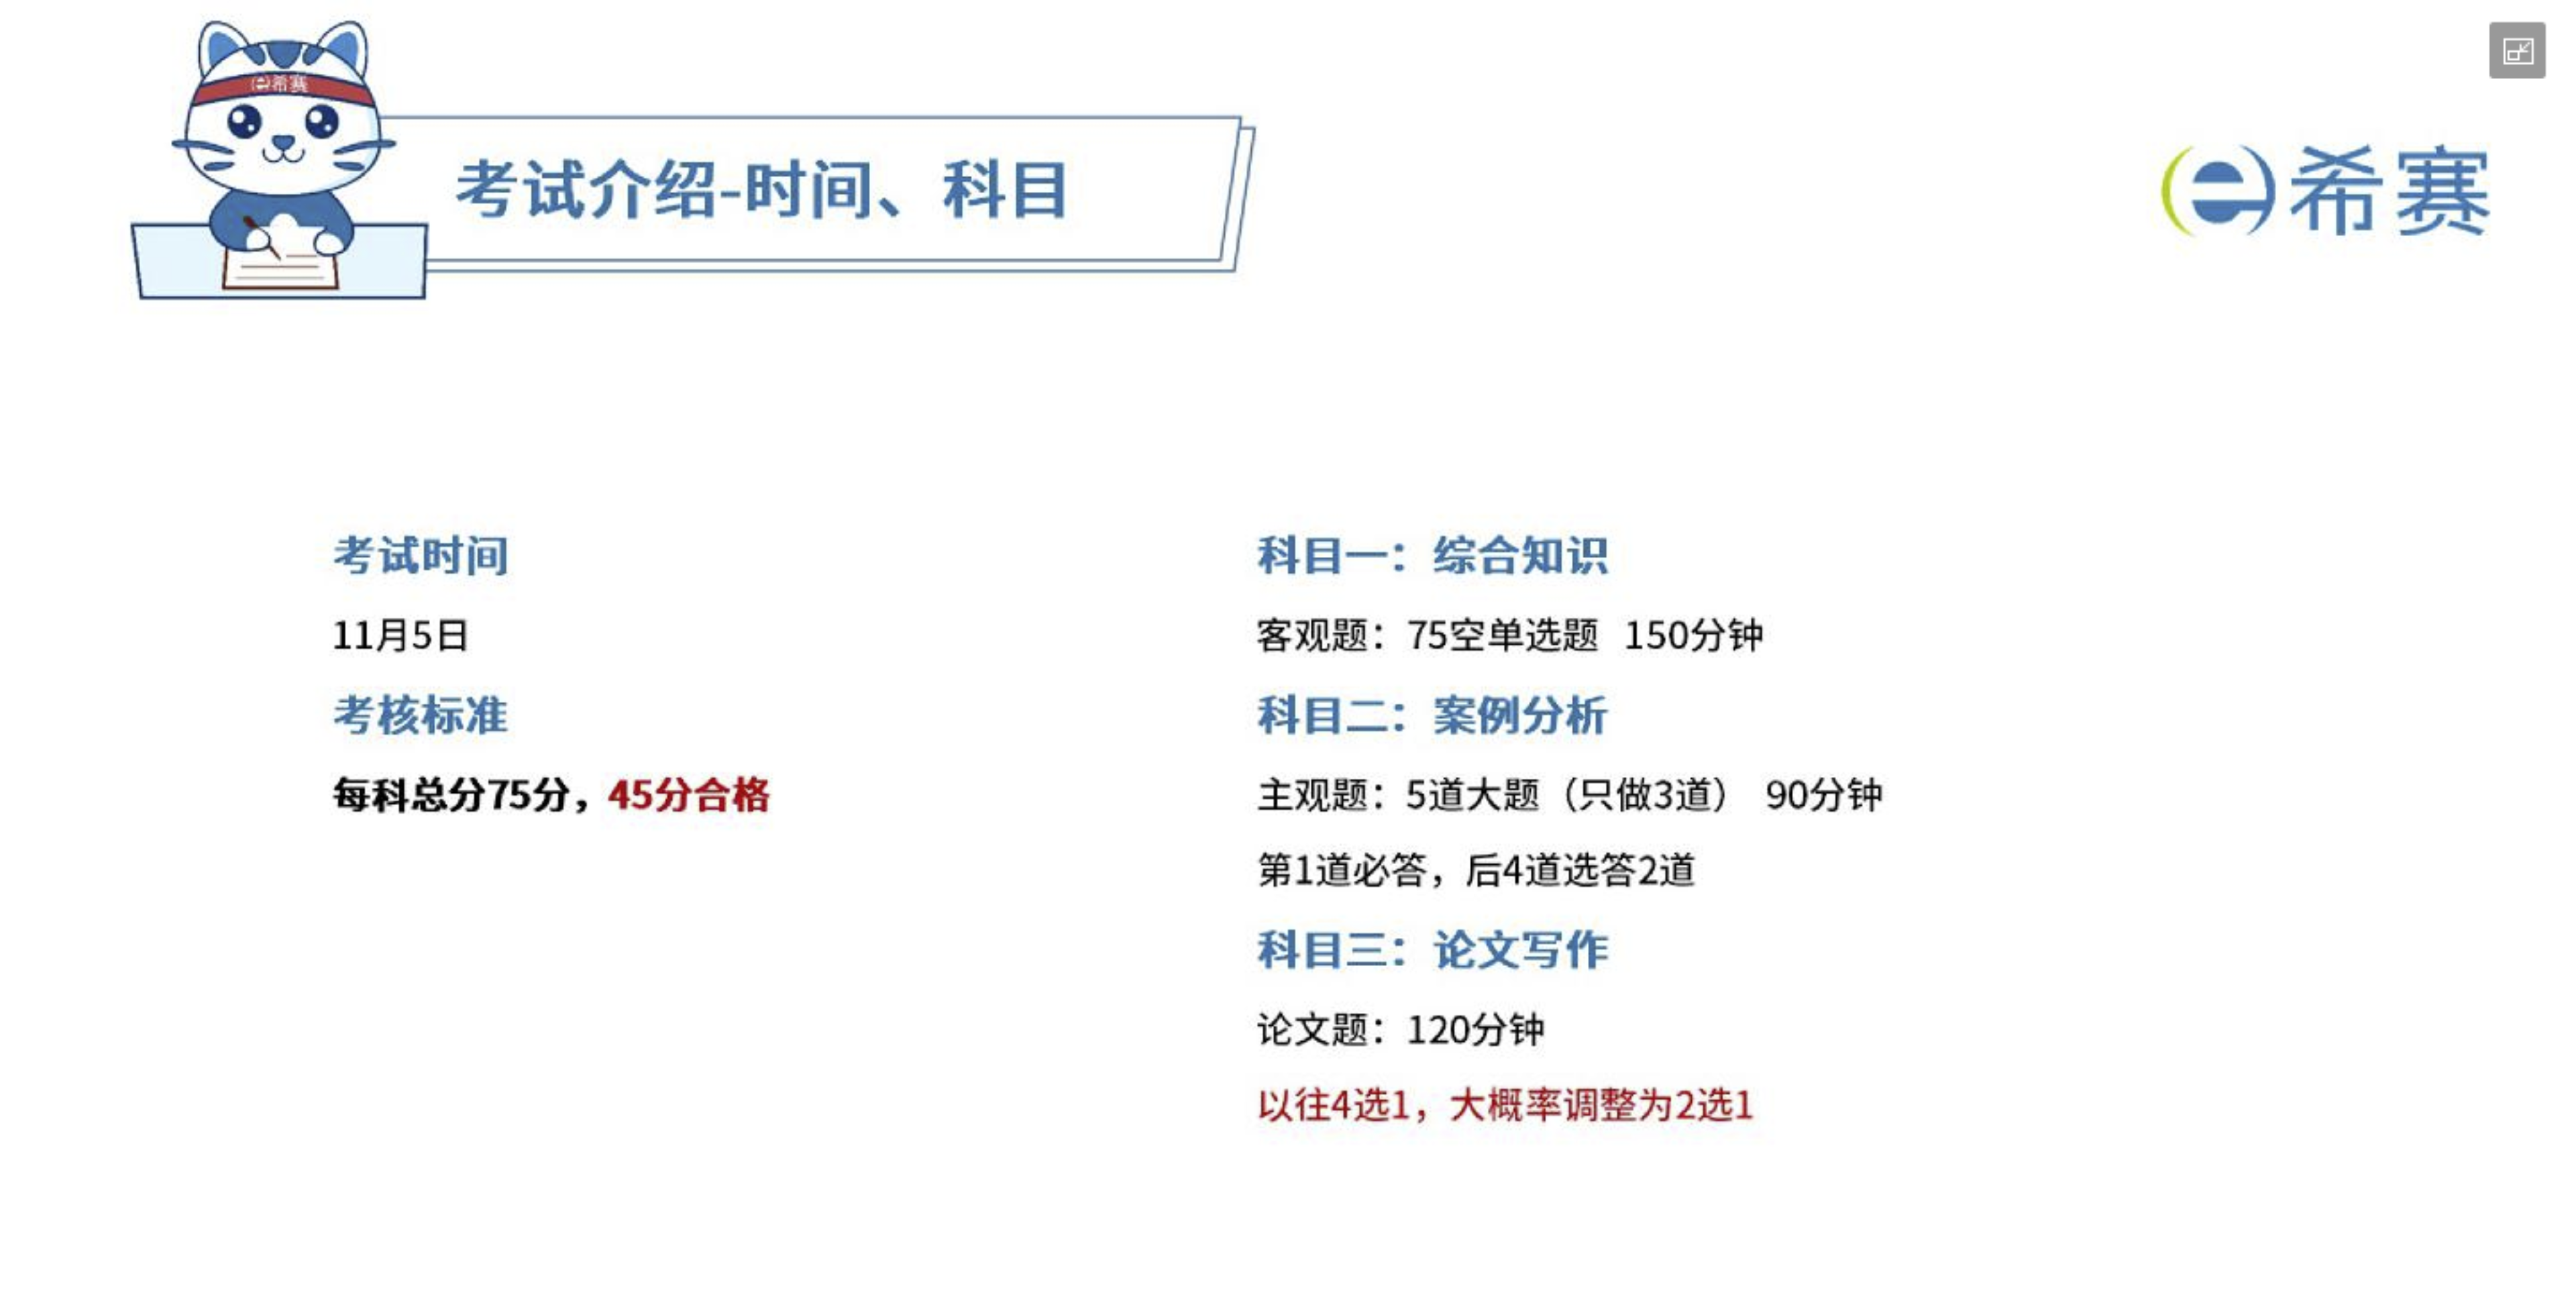 e希赛
考试介绍-时间、科目
e希赛
考试时间
11月5日
考核标准
每科总分75分，45分合格
科目一：综合知识
客观题：75空单选题 150分钟
科目二：案例分析
主观题：5道大题（只做3道） 90分钟
第1道必答，后4道选答2道
科目三：论文写作
论文题：120分钟
以往4选1，大概率调整为2选1